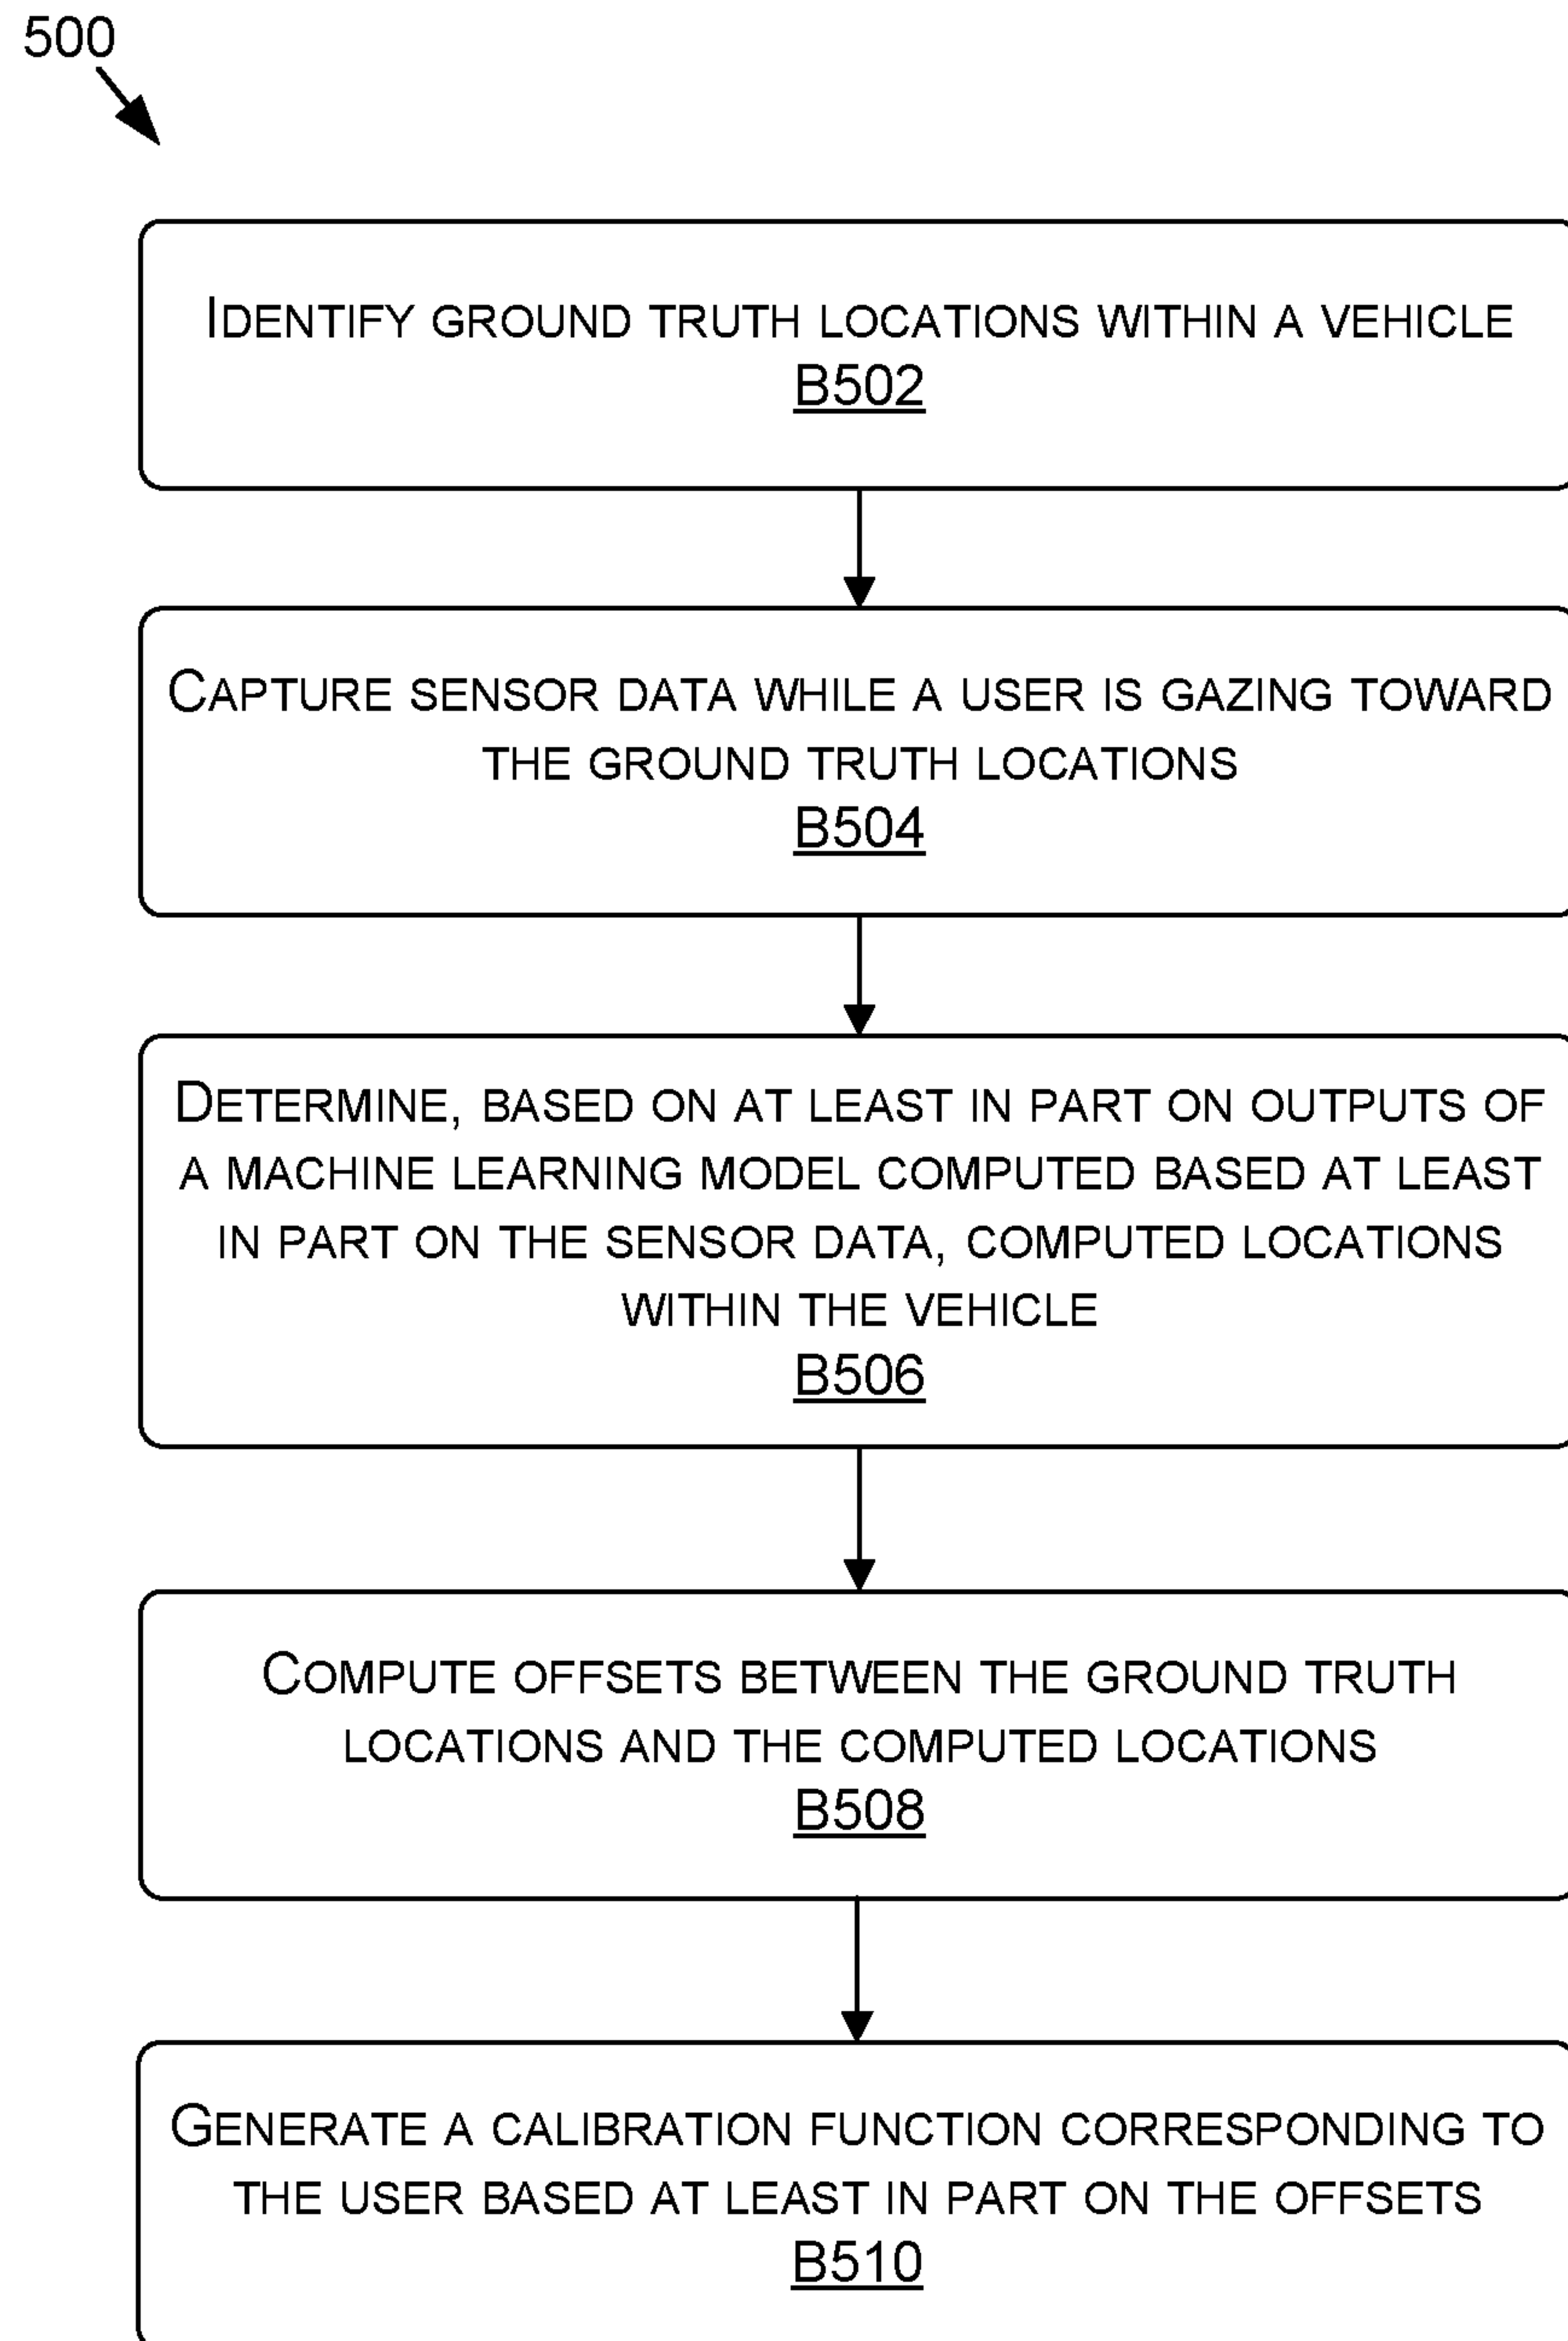 500
IDENTIFY GROUND TRUTH LOCATIONS WITHIN A VEHICLE
B502
CAPTURE SENSOR DATA WHILE A USER IS GAZING TOWARD
THE GROUND TRUTH LOCATIONS
B504
DETERMINE, BASED ON AT LEAST IN PART ON OUTPUTS OF
A MACHINE LEARNING MODEL COMPUTED BASED AT LEAST
IN PART ON THE SENSOR DATA, COMPUTED LOCATIONS
WITHIN THE VEHICLE
B506
COMPUTE OFFSETS BETWEEN THE GROUND TRUTH
LOCATIONS AND THE COMPUTED LOCATIONS
B508
GENERATE A CALIBRATION FUNCTION CORRESPONDING TO
THE USER BASED AT LEAST IN PART ON THE OFFSETS
B510